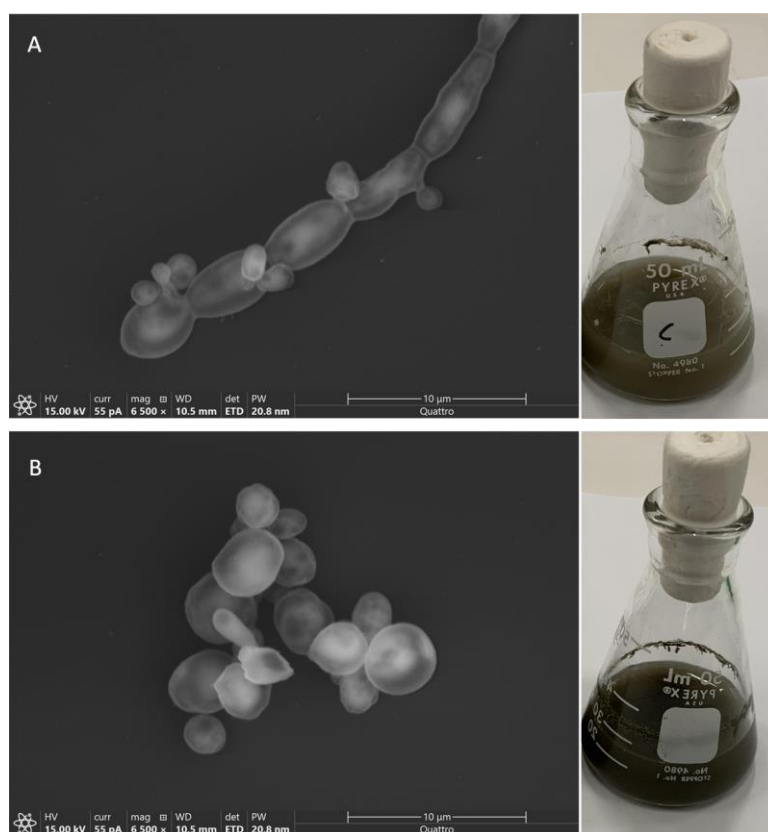 A
HV curr mag WD det PW
15.00 kV 55 pA 6 500 × 10.5 mm ETD 20.8 nm
10 µm
Quattro
50 mL
PYREX®
USA
C
No. 4980
STOPPER No. 1
B
HV curr mag WD det PW
15.00 kV 55 pA 6 500 × 10.5 mm ETD 20.8 nm
10 µm
Quattro
50 mL
PYREX®
USA
30
20
No. 4980
STOPPER No. 1